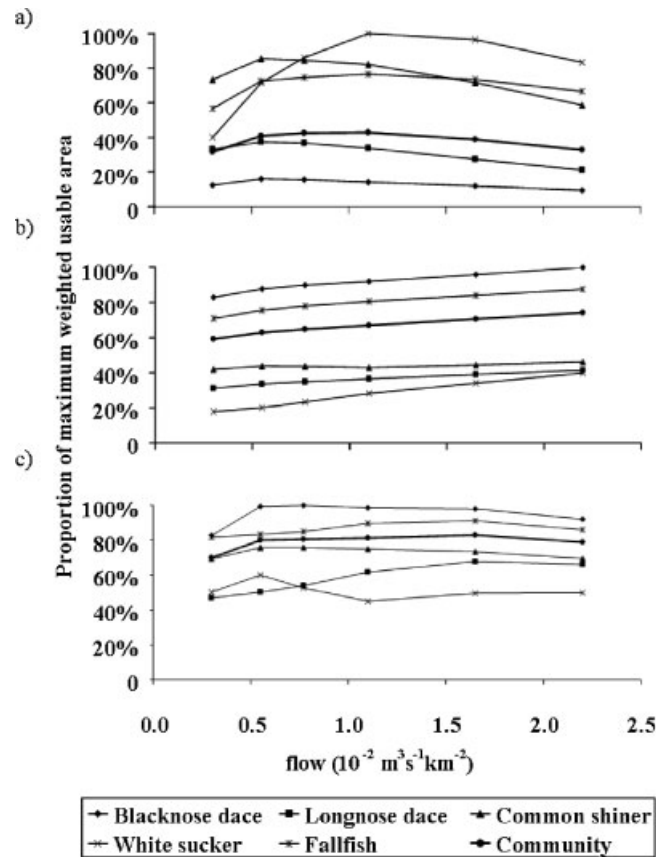 a)
100%
80%
60%
40%
20%
0
b)
100%
80%
60%
40%
20%
0
c)
100%
80%
60%
40%
20%
0
Proportion of maximum weighted usable area
0.0 0.5 1.0 1.5 2.0 2.5
flow (10⁻² m³s⁻¹km⁻²)
Blacknose dace Longnose dace Common shiner
White sucker Fallfish Community